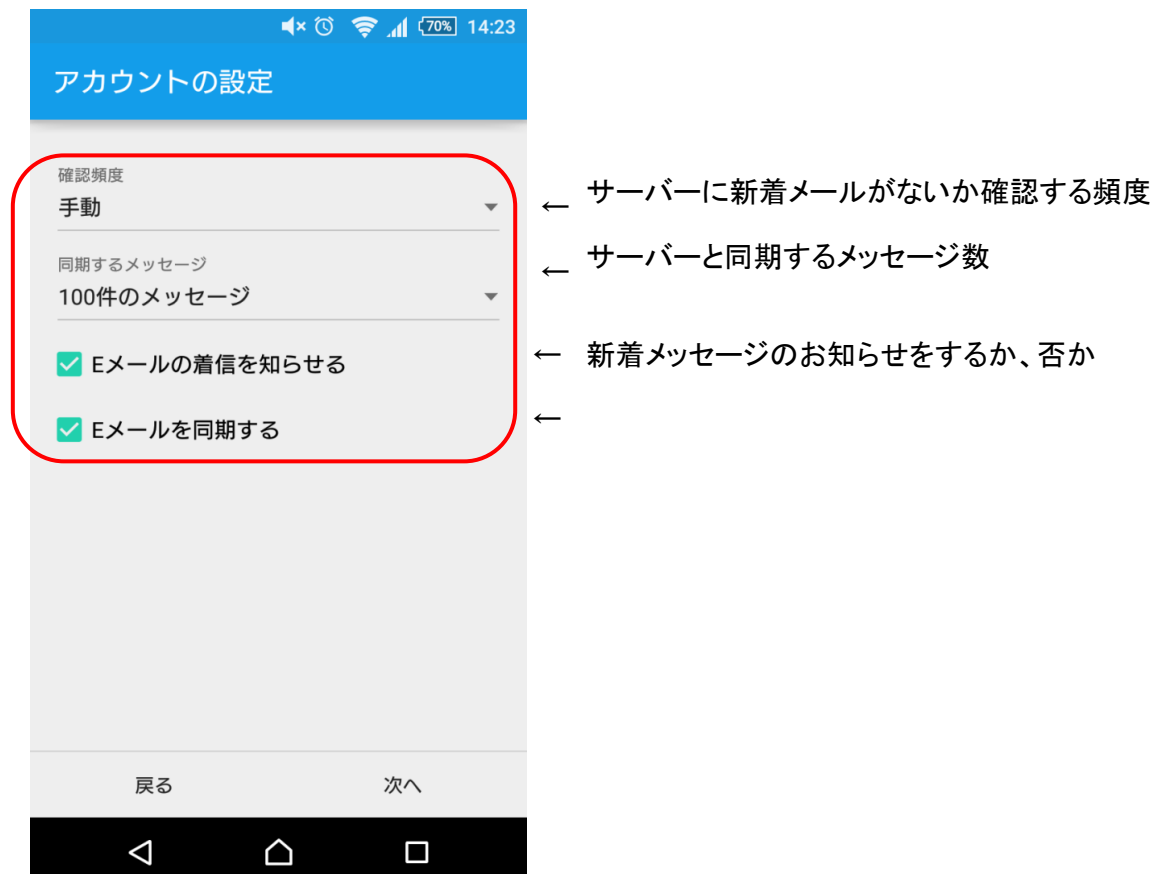 70% 14:23
アカウントの設定
確認頻度
手動
← サーバーに新着メールがないか確認する頻度
同期するメッセージ
100件のメッセージ
← サーバーと同期するメッセージ数
Eメールの着信を知らせる
← 新着メッセージのお知らせをするか、否か
Eメールを同期する
←
戻る 次へ